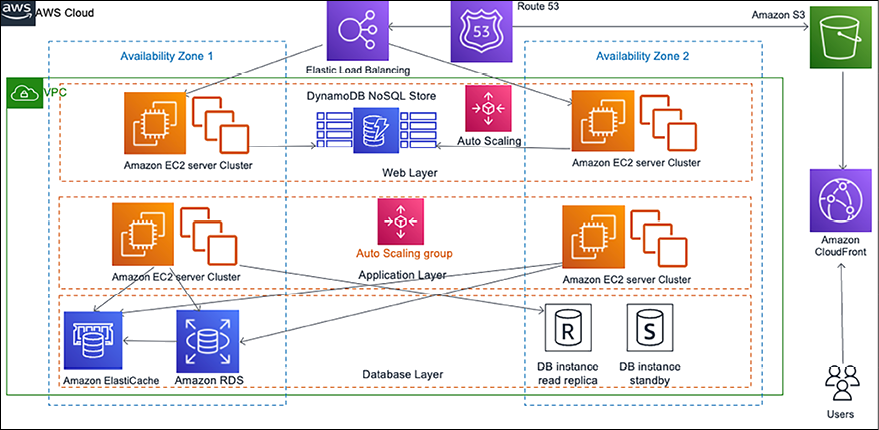 aws
AWS Cloud
Route 53
53
Amazon S3
Availability Zone 1
Availability Zone 2
Elastic Load Balancing
VPC
DynamoDB NoSQL Store
Auto Scaling
Amazon EC2 server Cluster
Amazon EC2 server Cluster
Web Layer
Auto Scaling group
Amazon EC2 server Cluster
Application Layer
Amazon EC2 server Cluster
Amazon
CloudFront
R
S
Amazon ElastiCache
Amazon RDS
Database Layer
DB instance
read replica
DB instance
standby
Users